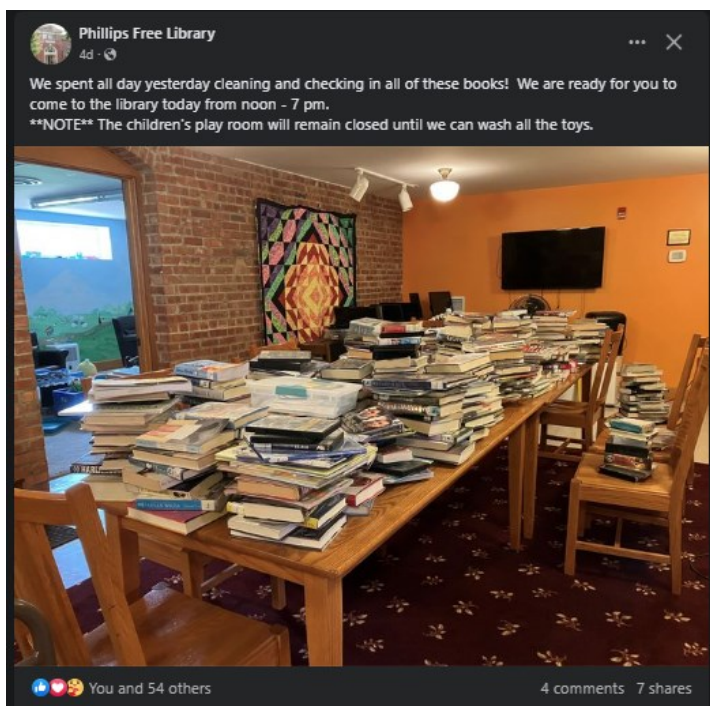 Phillips Free Library
4d
We spent all day yesterday cleaning and checking in all of these books! We are ready for you to
come to the library today from noon - 7 pm.
**NOTE** The children's play room will remain closed until we can wash all the toys.
You and 54 others
4 comments 7 shares